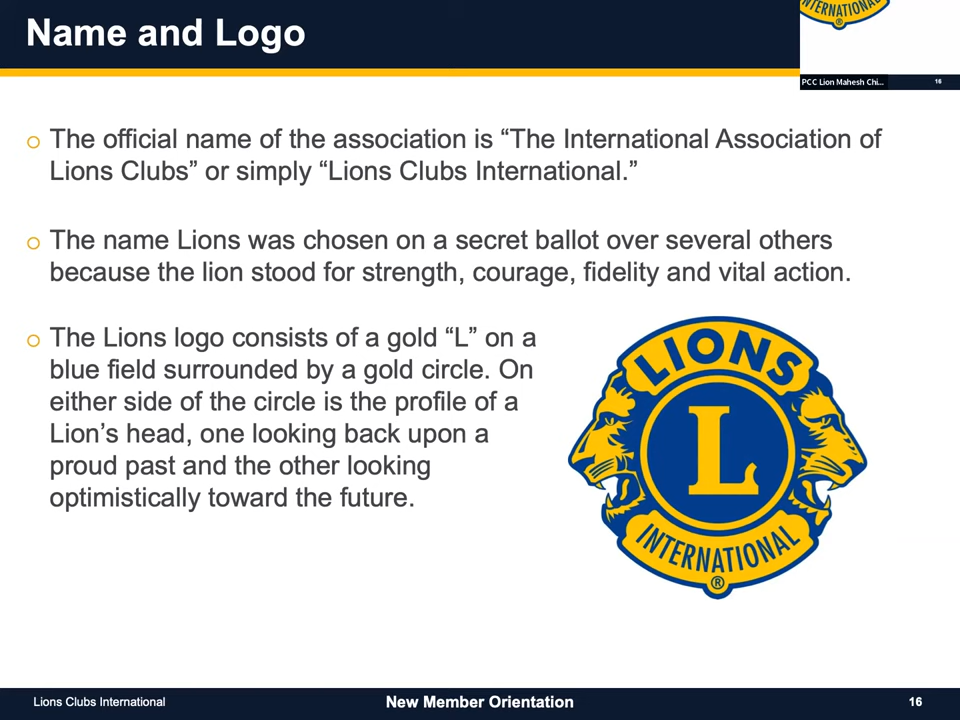 Name and Logo
INTERNATIONAL
®
PCC Lion Mahesh Chi...
16
The official name of the association is “The International Association of
Lions Clubs” or simply “Lions Clubs International.”
The name Lions was chosen on a secret ballot over several others
because the lion stood for strength, courage, fidelity and vital action.
The Lions logo consists of a gold “L” on a
blue field surrounded by a gold circle. On
either side of the circle is the profile of a
Lion’s head, one looking back upon a
proud past and the other looking
optimistically toward the future.
LIONS
L
INTERNATIONAL
®
Lions Clubs International
New Member Orientation
16